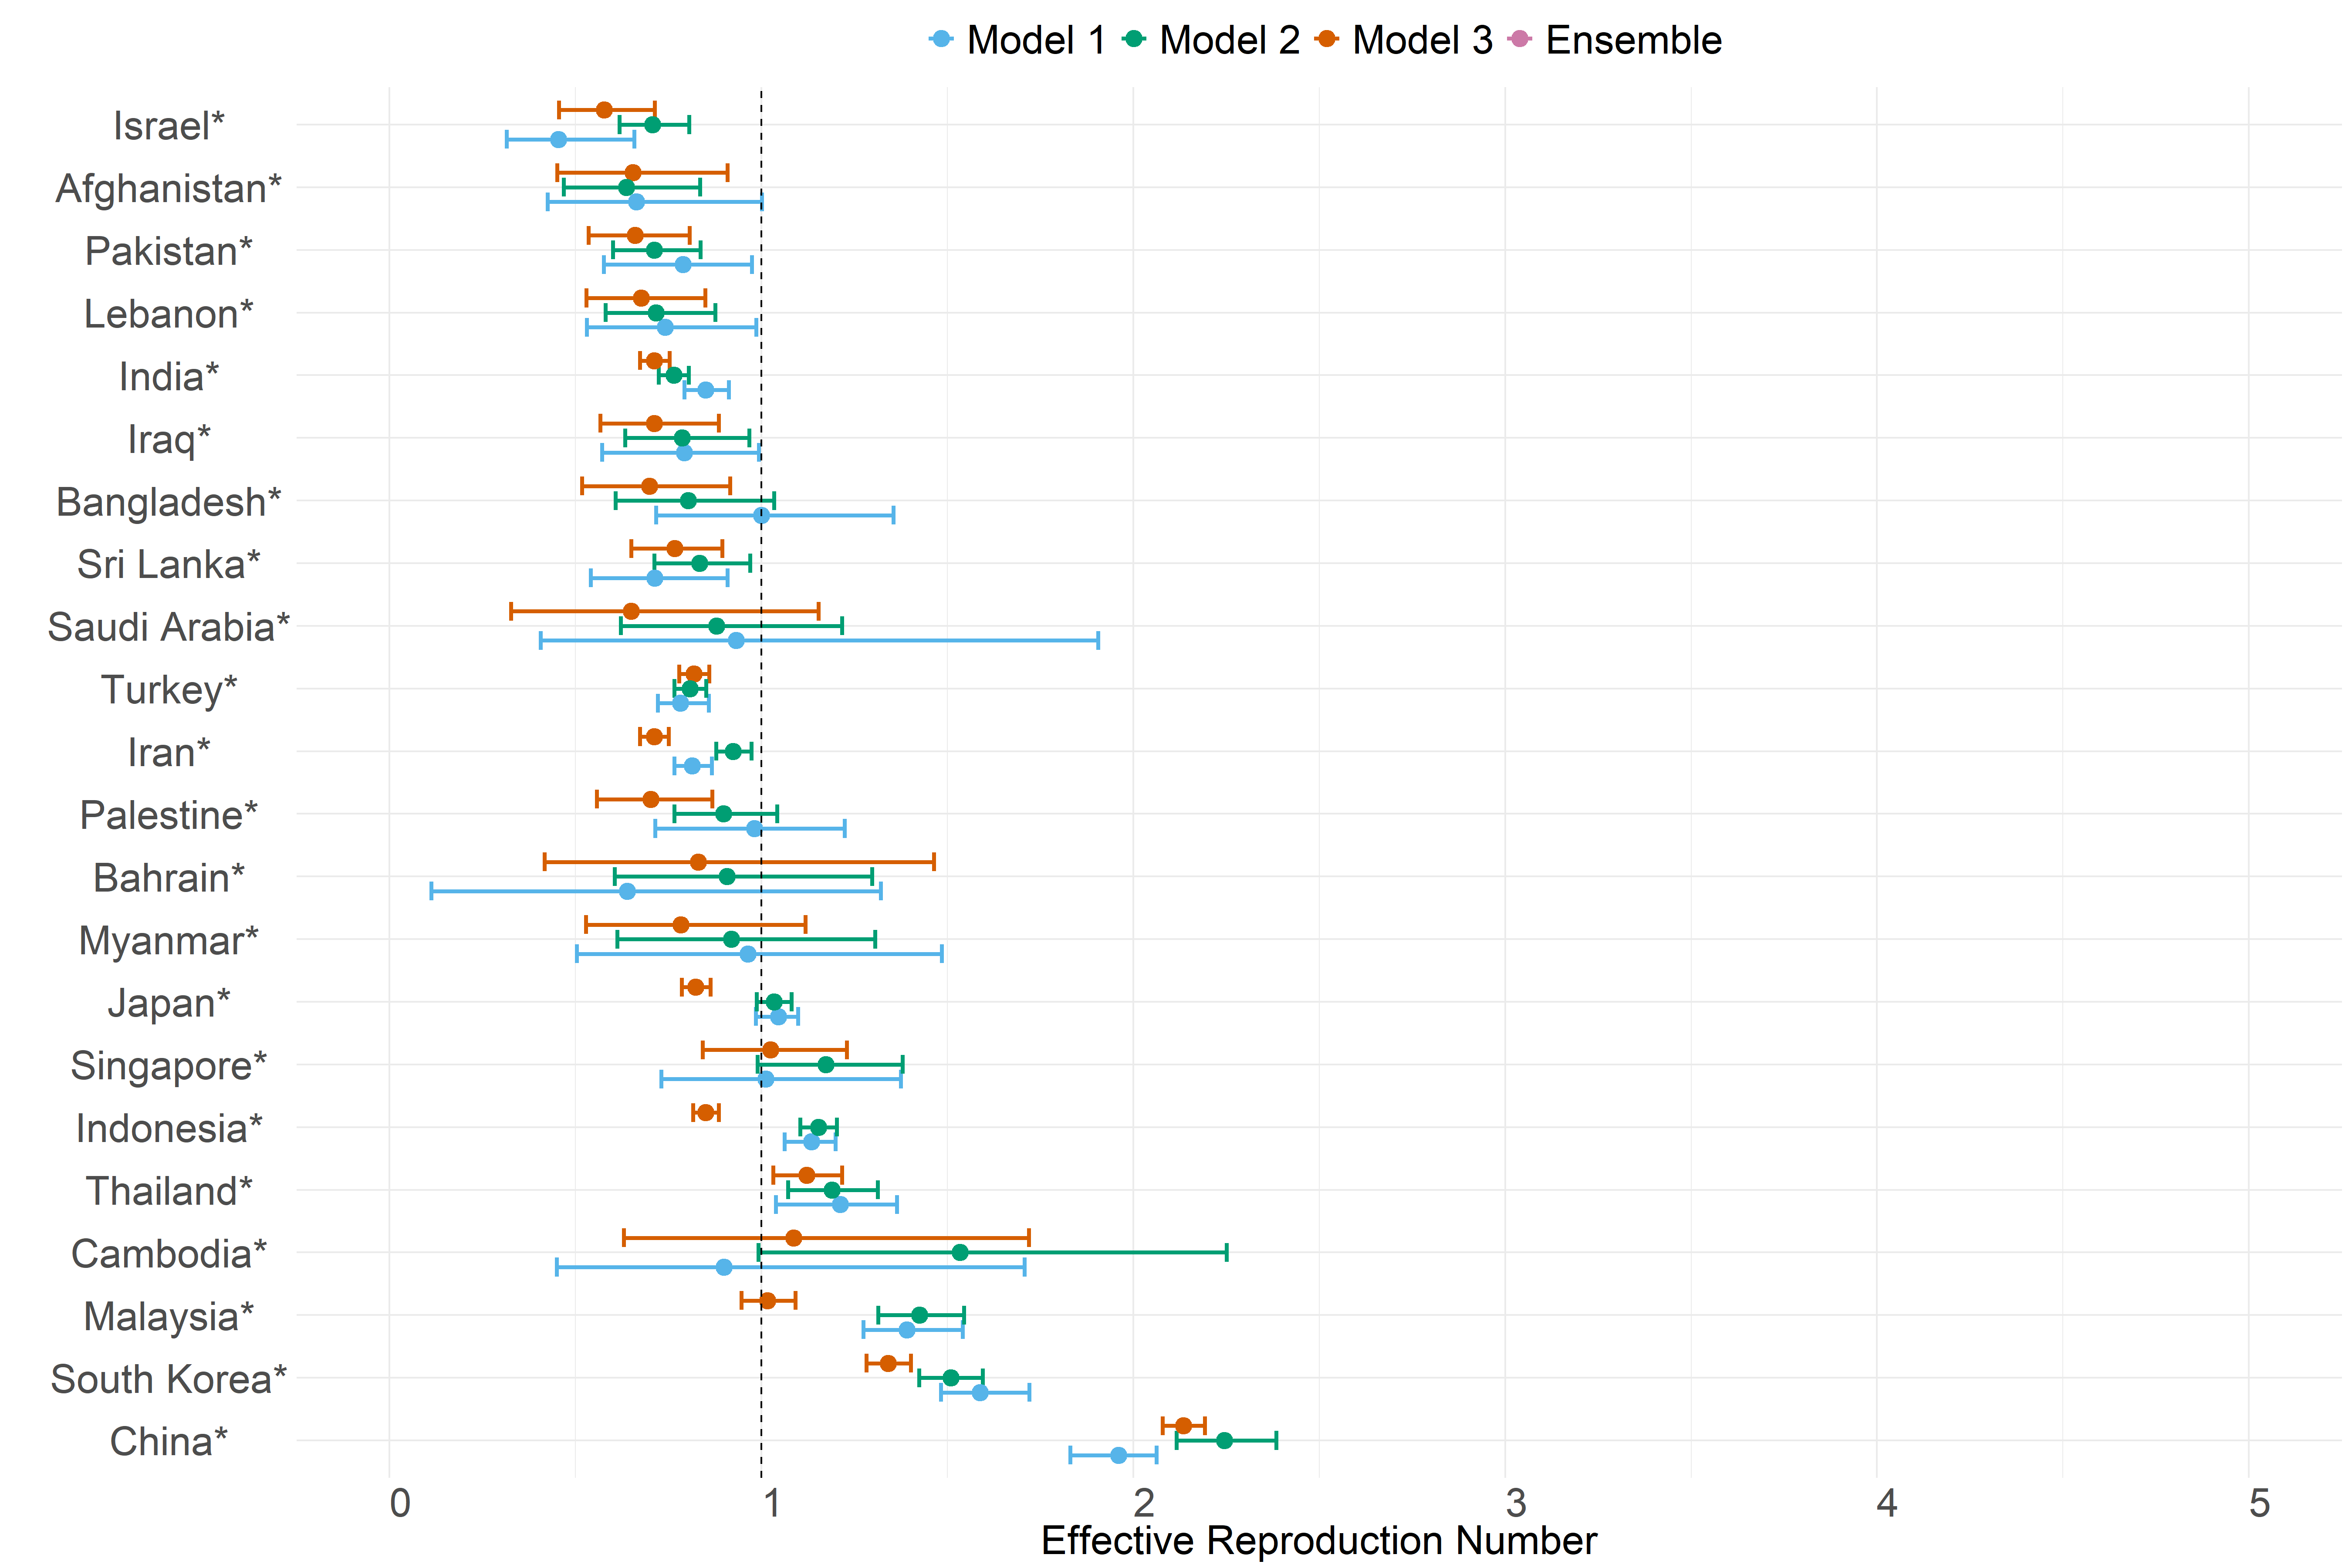 Model 1 Model 2 Model 3 Ensemble
Israel*
Afghanistan*
Pakistan*
Lebanon*
India*
Iraq*
Bangladesh*
Sri Lanka*
Saudi Arabia*
Turkey*
Iran*
Palestine*
Bahrain*
Myanmar*
Japan*
Singapore*
Indonesia*
Thailand*
Cambodia*
Malaysia*
South Korea*
China*
0 1 2 3 4 5
Effective Reproduction Number